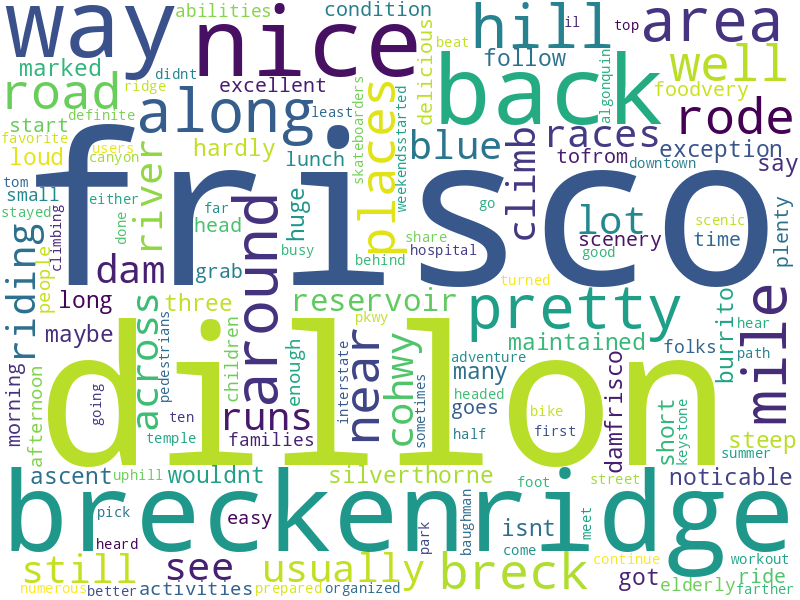 way
abilities
nice
condition
hill
il
top
area
marked
didnt
beat
follow
well
road
ridge
excellent
delicious
back
algonquin
foodvery
start
definite
along
least
places
skateboarders
weekendsstarted
rode
favorite
users
hardly
blue
climb
races
exception
loud
canyon
river
lunch
tofrom
downtown
say
tom
small
either
frisco
stayed
climbing
done
far
head
huge
share
go
lot
scenic
plenty
riding
people
dam
around
busy
hospital
scenery
good
time
grab
behind
long
three
reservoir
turned
pretty
mile
maybe
across
children
enough
pkwy
interstate
near
cohwy
maintained
burrito
hear
morning
afternoon
going
pedestrians
dillon
adventure
many
folks
path
ten
runs
headed
goes
bike
damfrisco
short
keystone
temple
families
sometimes
half
first
steep
summer
ascent
uphill
wouldnt
silverthorne
foot
street
noticable
breckenridge
pick
easy
park
baughman
isnt
meet
heard
come
still
see
usually
breck
continue
got
workout
ride
numerous
better
activities
prepared
organized
elderly
farther